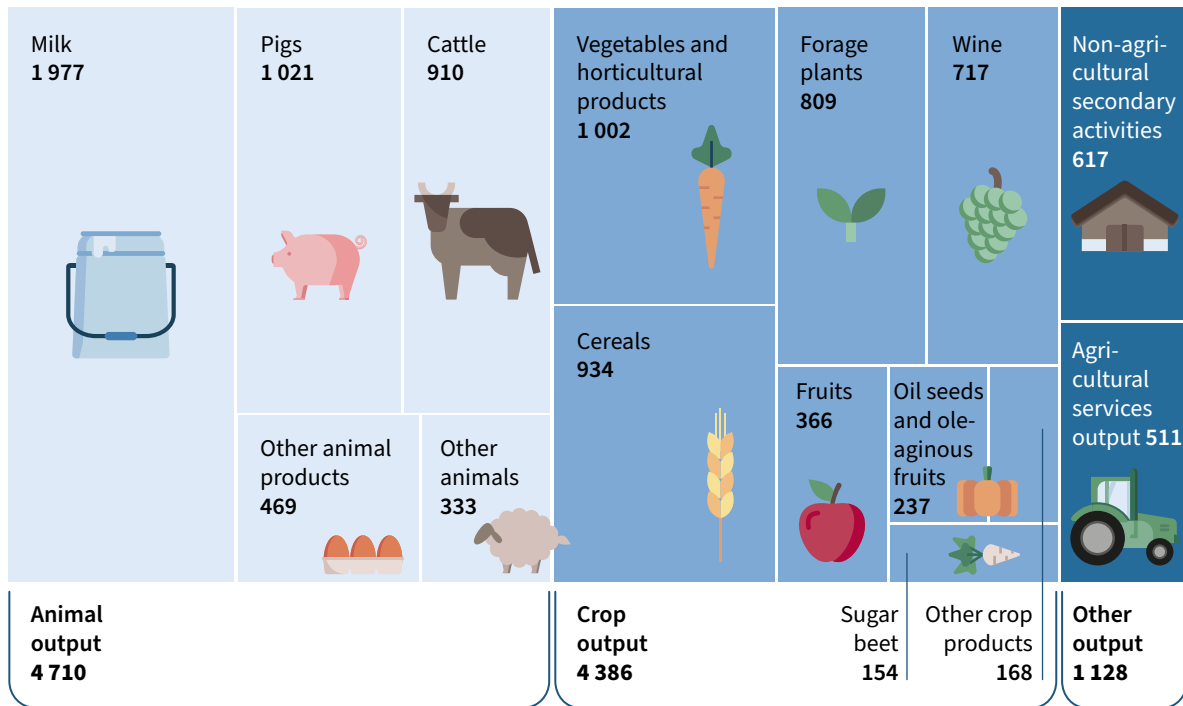 Milk
1 977
Pigs
1 021
Cattle
910
Vegetables and
horticultural
products
1 002
Forage
plants
809
Wine
717
Non-agri-
cultural
secondary
activities
617
Cereals
934
Agri-
cultural
services
output 511
Fruits
366
Oil seeds
and ole-
aginous
fruits
237
Other animal
products
469
Other
animals
333
Animal
output
4 710
Crop
output
4 386
Sugar
beet
154
Other crop
products
168
Other
output
1 128